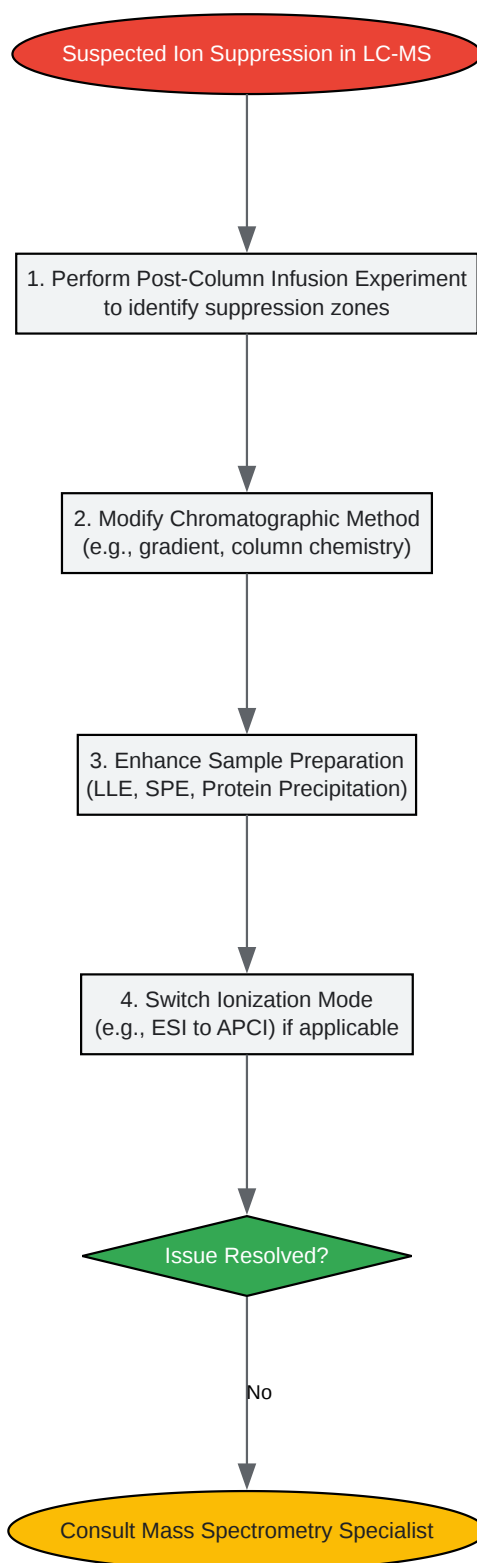 Suspected Ion Suppression in LC-MS
1. Perform Post-Column Infusion Experiment
to identify suppression zones
2. Modify Chromatographic Method
(e.g., gradient, column chemistry)
3. Enhance Sample Preparation
(LLE, SPE, Protein Precipitation)
4. Switch Ionization Mode
(e.g., ESI to APCI) if applicable
Issue Resolved?
No
Consult Mass Spectrometry Specialist